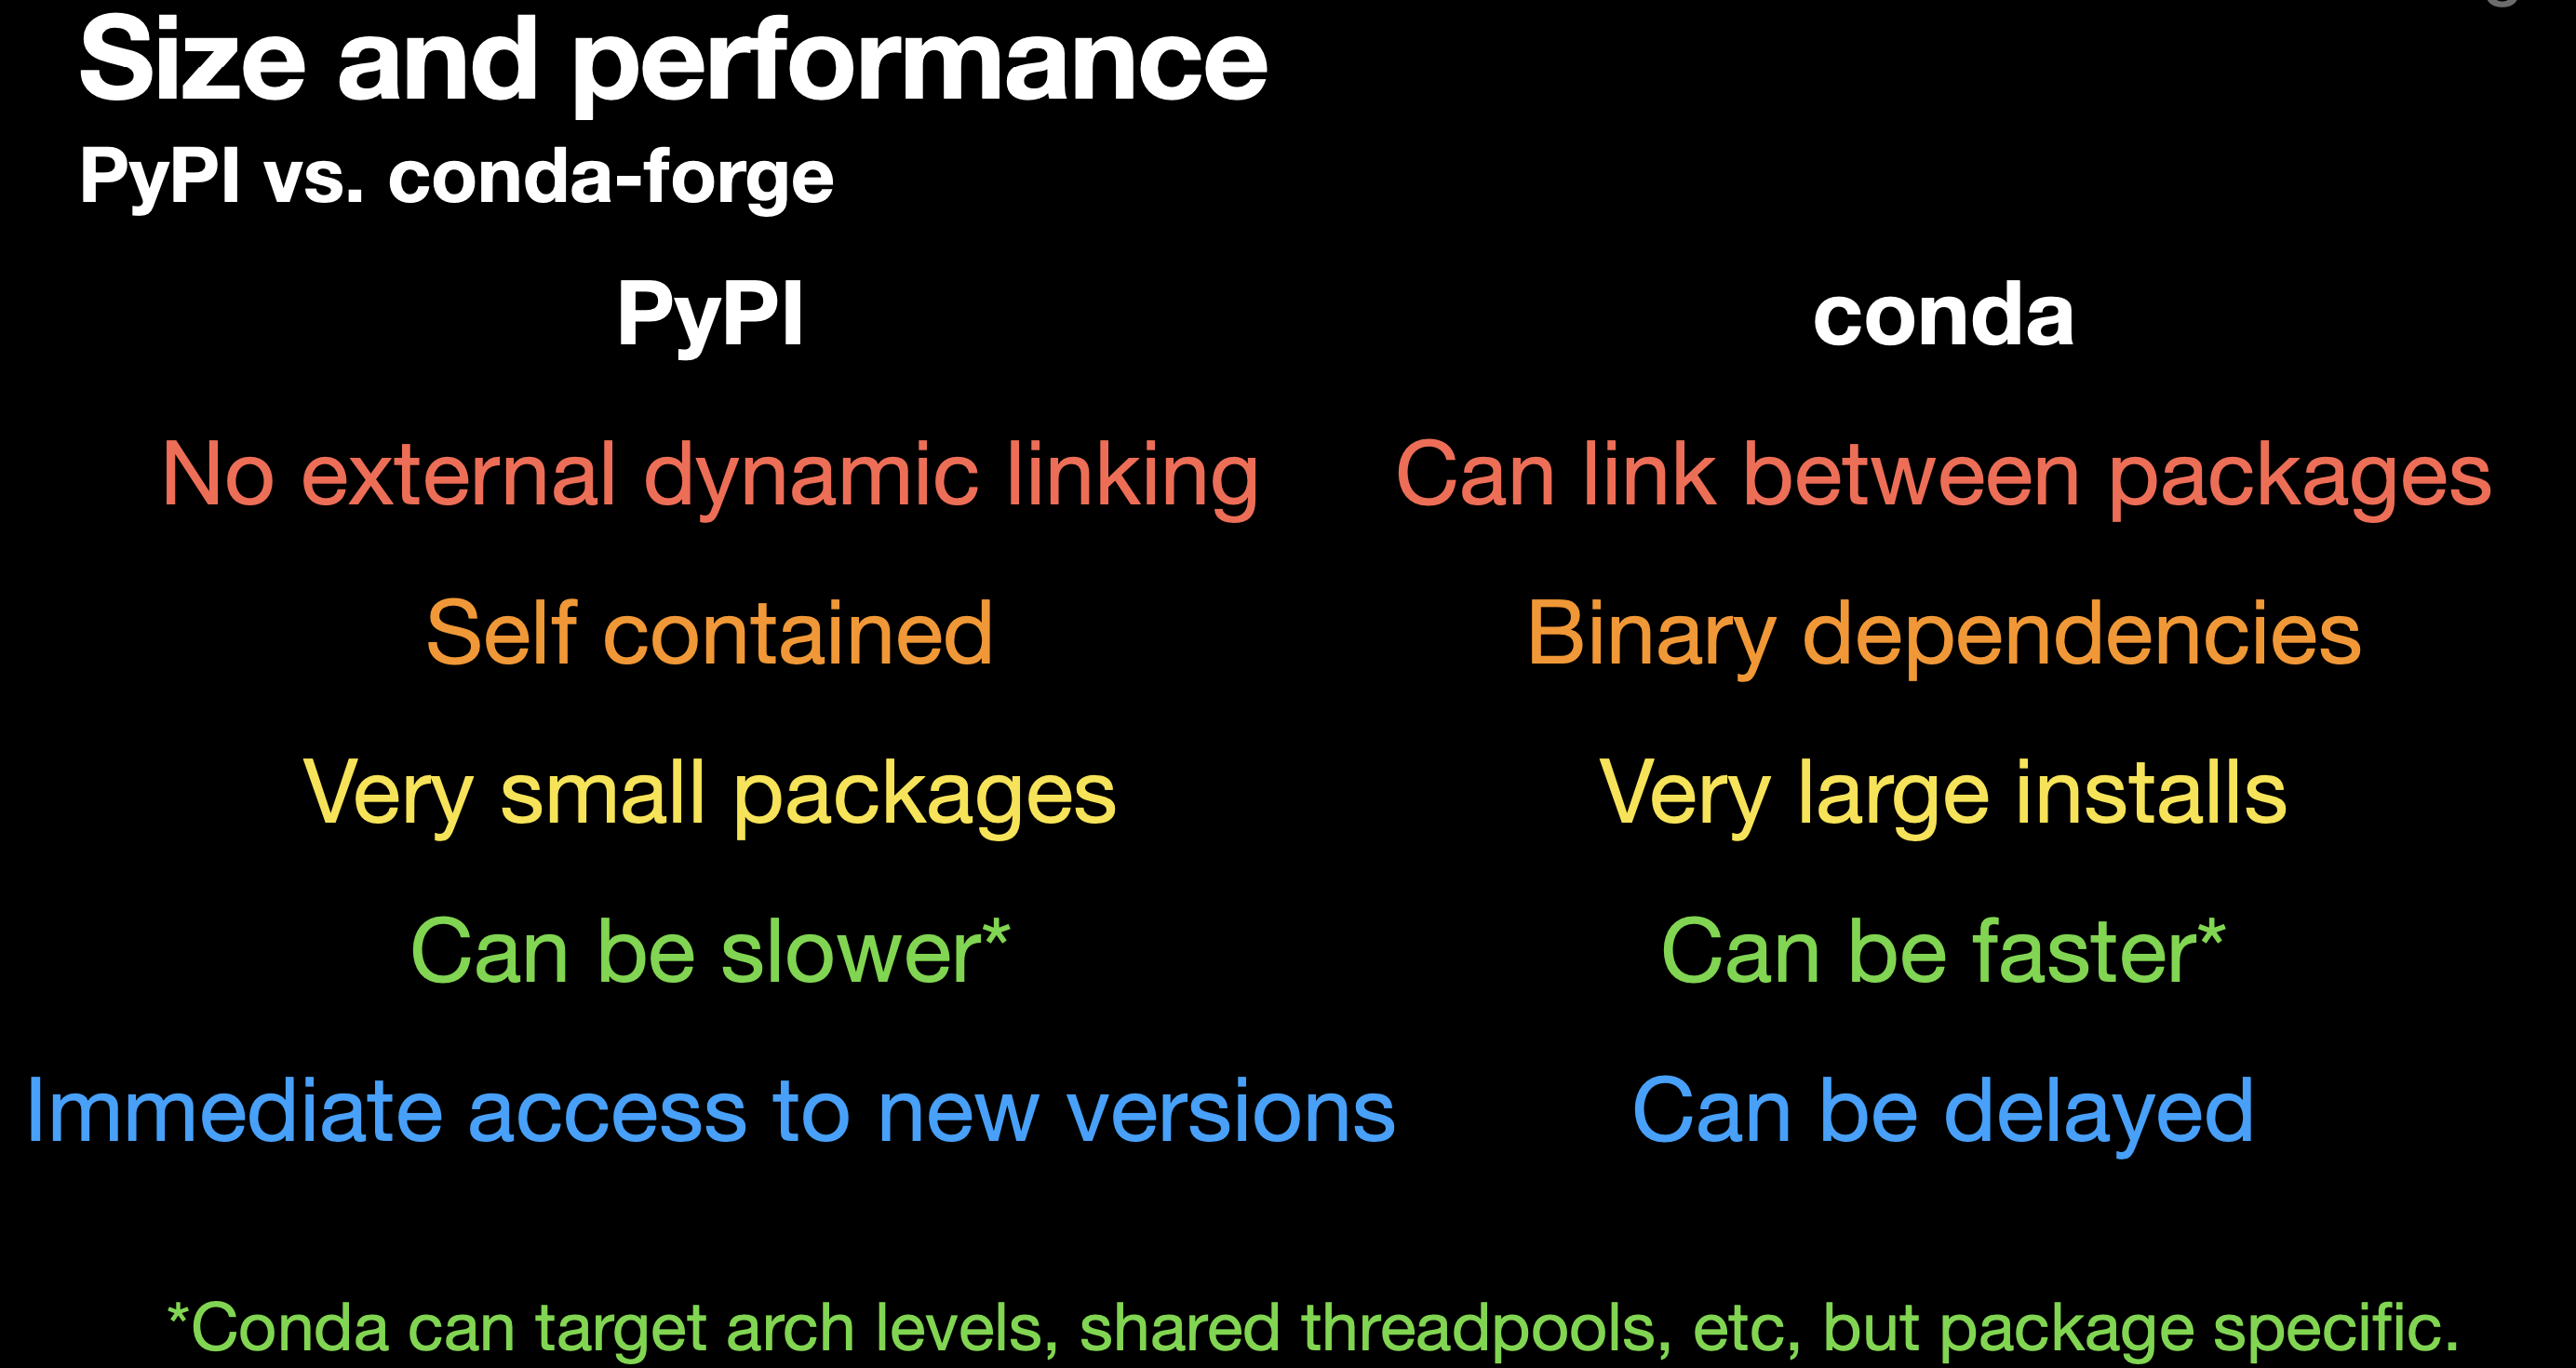 Size and performance
PyPI vs. conda-forge
PyPI conda
No external dynamic linking Can link between packages
Self contained Binary dependencies
Very small packages Very large installs
Can be slower* Can be faster*
Immediate access to new versions Can be delayed
*Conda can target arch levels, shared threadpools, etc, but package specific.